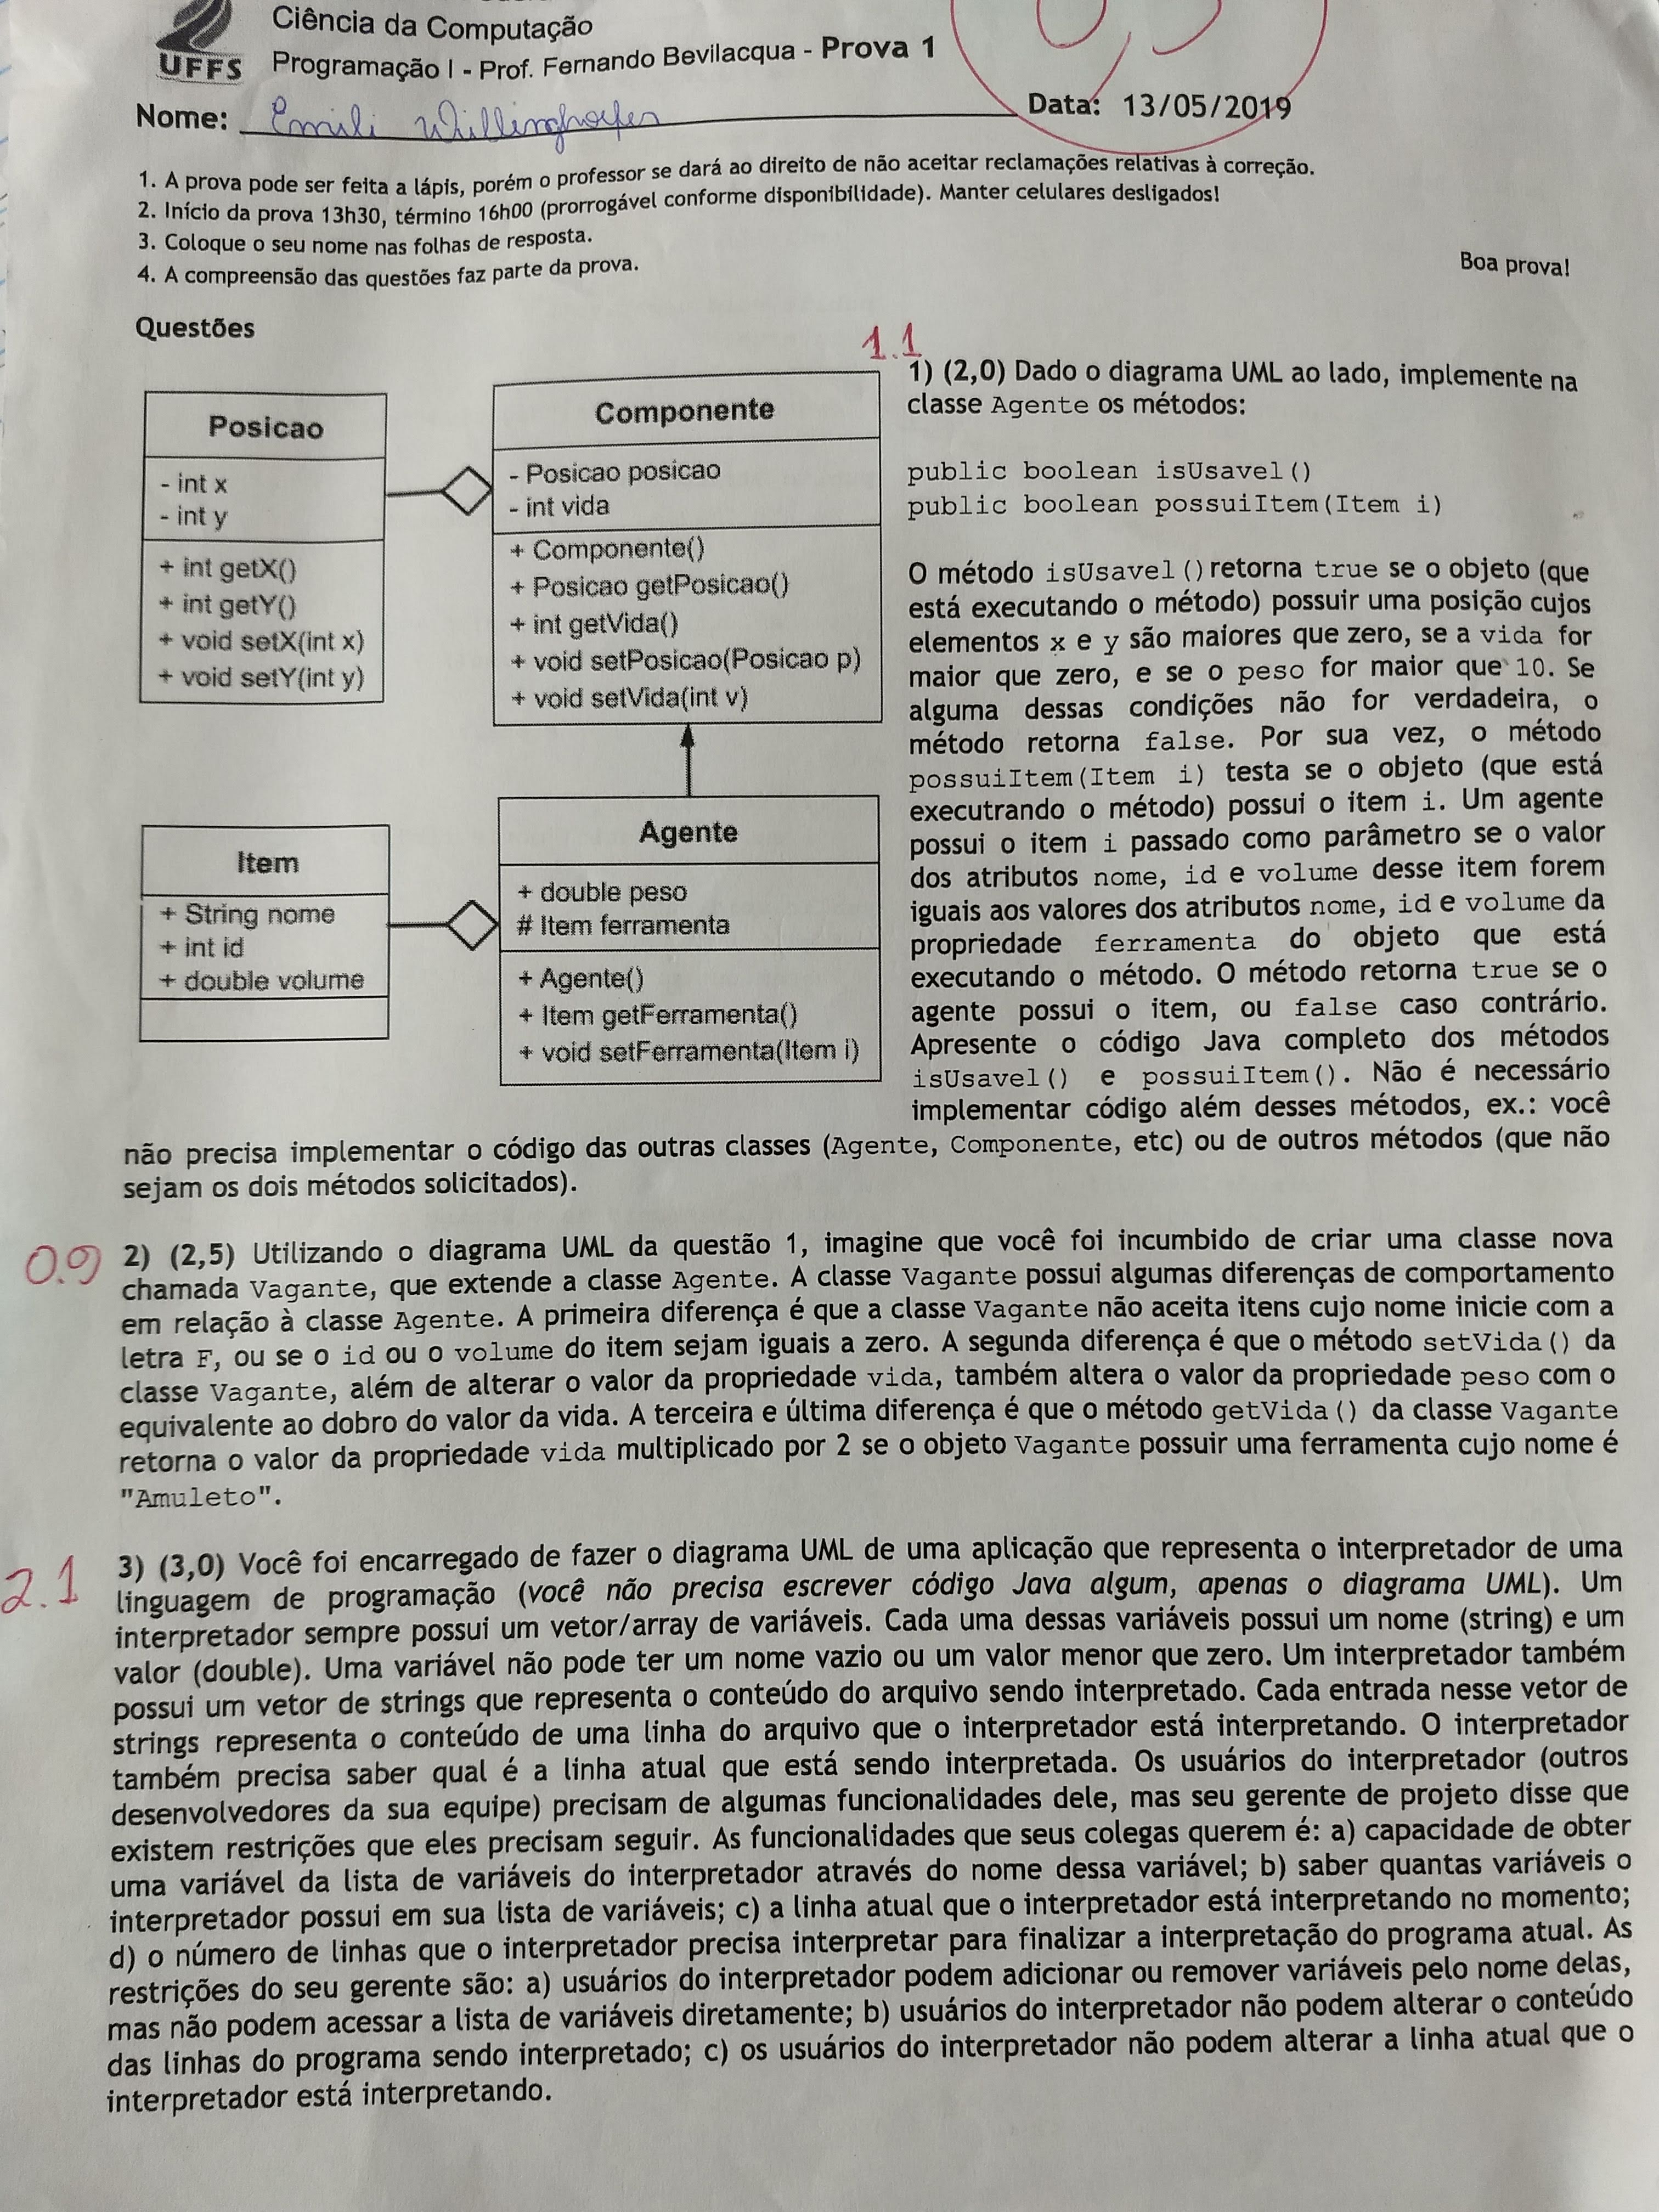 Ciência da Computação
UFFS
Programação I - Prof. Fernando Bevilacqua - Prova 1
Nome: Emili Willinghoefer
Data: 13/05/2019
1. A prova pode ser feita a lápis, porém o professor se dará ao direito de não aceitar reclamações relativas à correção.
2. Início da prova 13h30, término 16h00 (prorrogável conforme disponibilidade). Manter celulares desligados!
3. Coloque o seu nome nas folhas de resposta.
4. A compreensão das questões faz parte da prova.
Boa prova!
Questões
Posicao
- int x
- int y
+ int getX()
+ int getY()
+ void setX(int x)
+ void setY(int y)
Componente
- Posicao posicao
- int vida
+ Componente()
+ Posicao getPosicao()
+ int getVida()
+ void setPosicao(Posicao p)
+ void setVida(int v)
Item
+ String nome
+ int id
+ double volume
Agente
+ double peso
# Item ferramenta
+ Agente()
+ Item getFerramenta()
+ void setFerramenta(Item i)
1.1
1) (2,0) Dado o diagrama UML ao lado, implemente na
classe Agente os métodos:
public boolean isUsavel()
public boolean possuiItem(Item i)
O método isUsavel() retorna true se o objeto (que
está executando o método) possuir uma posição cujos
elementos x e y são maiores que zero, se a vida for
maior que zero, e se o peso for maior que 10. Se
alguma dessas condições não for verdadeira, o
método retorna false. Por sua vez, o método
possuiItem(Item i) testa se o objeto (que está
executrando o método) possui o item i. Um agente
possui o item i passado como parâmetro se o valor
dos atributos nome, id e volume desse item forem
iguais aos valores dos atributos nome, id e volume da
propriedade ferramenta do objeto que está
executando o método. O método retorna true se o
agente possui o item, ou false caso contrário.
Apresente o código Java completo dos métodos
isUsavel() e possuiItem(). Não é necessário
implementar código além desses métodos, ex.: você
não precisa implementar o código das outras classes (Agente, Componente, etc) ou de outros métodos (que não
sejam os dois métodos solicitados).
0.9
2) (2,5) Utilizando o diagrama UML da questão 1, imagine que você foi incumbido de criar uma classe nova
chamada Vagante, que extende a classe Agente. A classe Vagante possui algumas diferenças de comportamento
em relação à classe Agente. A primeira diferença é que a classe Vagante não aceita itens cujo nome inicie com a
letra F, ou se o id ou o volume do item sejam iguais a zero. A segunda diferença é que o método setVida() da
classe Vagante, além de alterar o valor da propriedade vida, também altera o valor da propriedade peso com o
equivalente ao dobro do valor da vida. A terceira e última diferença é que o método getVida() da classe Vagante
retorna o valor da propriedade vida multiplicado por 2 se o objeto Vagante possuir uma ferramenta cujo nome é
"Amuleto".
2.1
3) (3,0) Você foi encarregado de fazer o diagrama UML de uma aplicação que representa o interpretador de uma
linguagem de programação (você não precisa escrever código Java algum, apenas o diagrama UML). Um
interpretador sempre possui um vetor/array de variáveis. Cada uma dessas variáveis possui um nome (string) e um
valor (double). Uma variável não pode ter um nome vazio ou um valor menor que zero. Um interpretador também
possui um vetor de strings que representa o conteúdo do arquivo sendo interpretado. Cada entrada nesse vetor de
strings representa o conteúdo de uma linha do arquivo que o interpretador está interpretando. O interpretador
também precisa saber qual é a linha atual que está sendo interpretada. Os usuários do interpretador (outros
desenvolvedores da sua equipe) precisam de algumas funcionalidades dele, mas seu gerente de projeto disse que
existem restrições que eles precisam seguir. As funcionalidades que seus colegas querem é: a) capacidade de obter
uma variável da lista de variáveis do interpretador através do nome dessa variável; b) saber quantas variáveis o
interpretador possui em sua lista de variáveis; c) a linha atual que o interpretador está interpretando no momento;
d) o número de linhas que o interpretador precisa interpretar para finalizar a interpretação do programa atual. As
restrições do seu gerente são: a) usuários do interpretador podem adicionar ou remover variáveis pelo nome delas,
mas não podem acessar a lista de variáveis diretamente; b) usuários do interpretador não podem alterar o conteúdo
das linhas do programa sendo interpretado; c) os usuários do interpretador não podem alterar a linha atual que o
interpretador está interpretando.